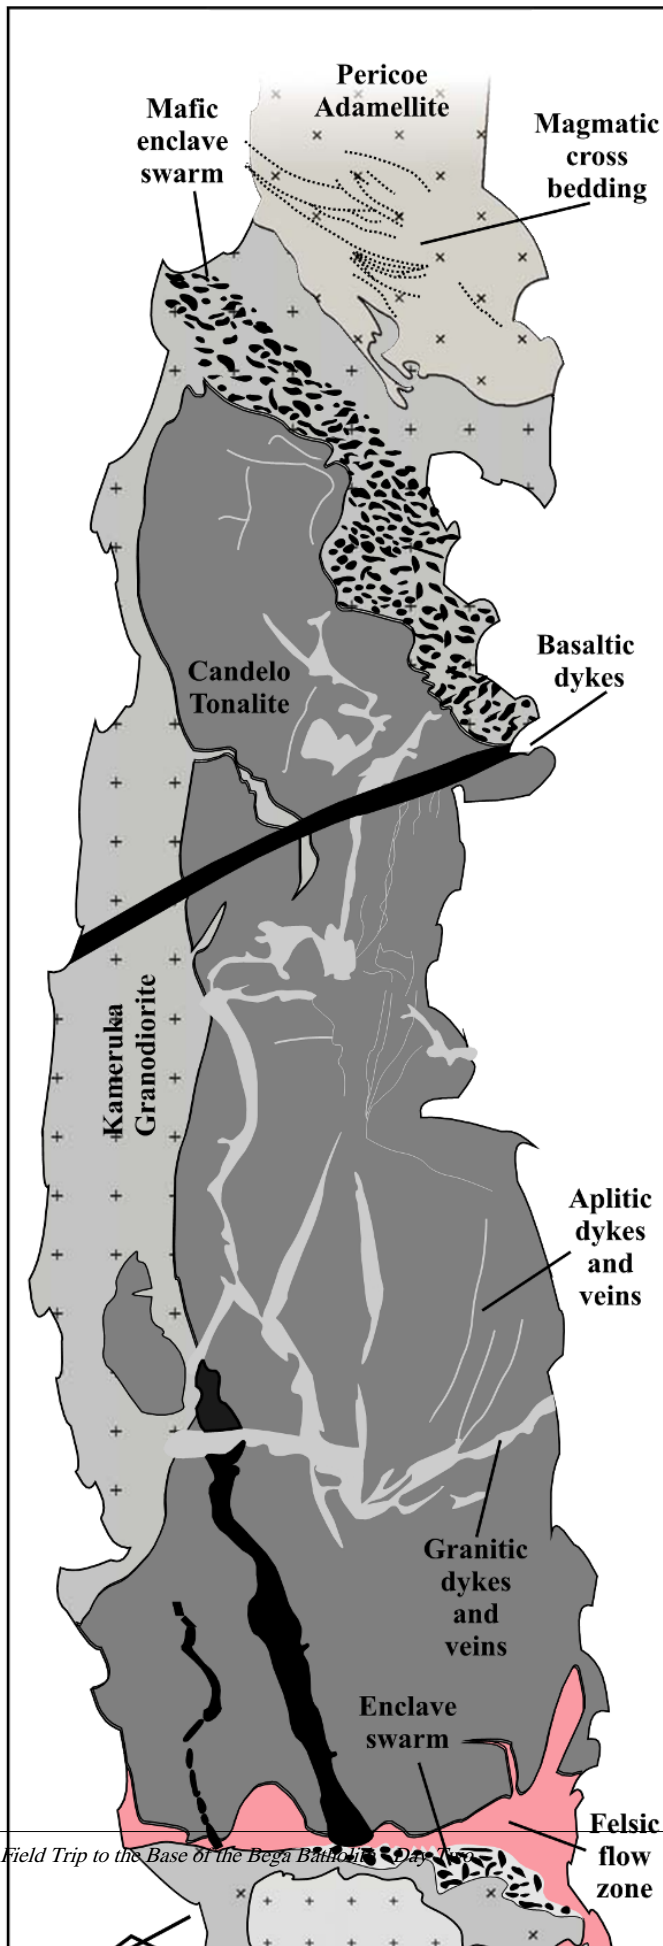 Pericoe
Adamellite
Mafic
enclave
swarm
Magmatic
cross
bedding
Basaltic
dykes
Candelo
Tonalite
Kameruka
Granodiorite
Aplitic
dykes
and
veins
Granitic
dykes
and
veins
Enclave
swarm
Felsic
flow
zone
Field Trip to the Base of the Bega Batholith - Day Two